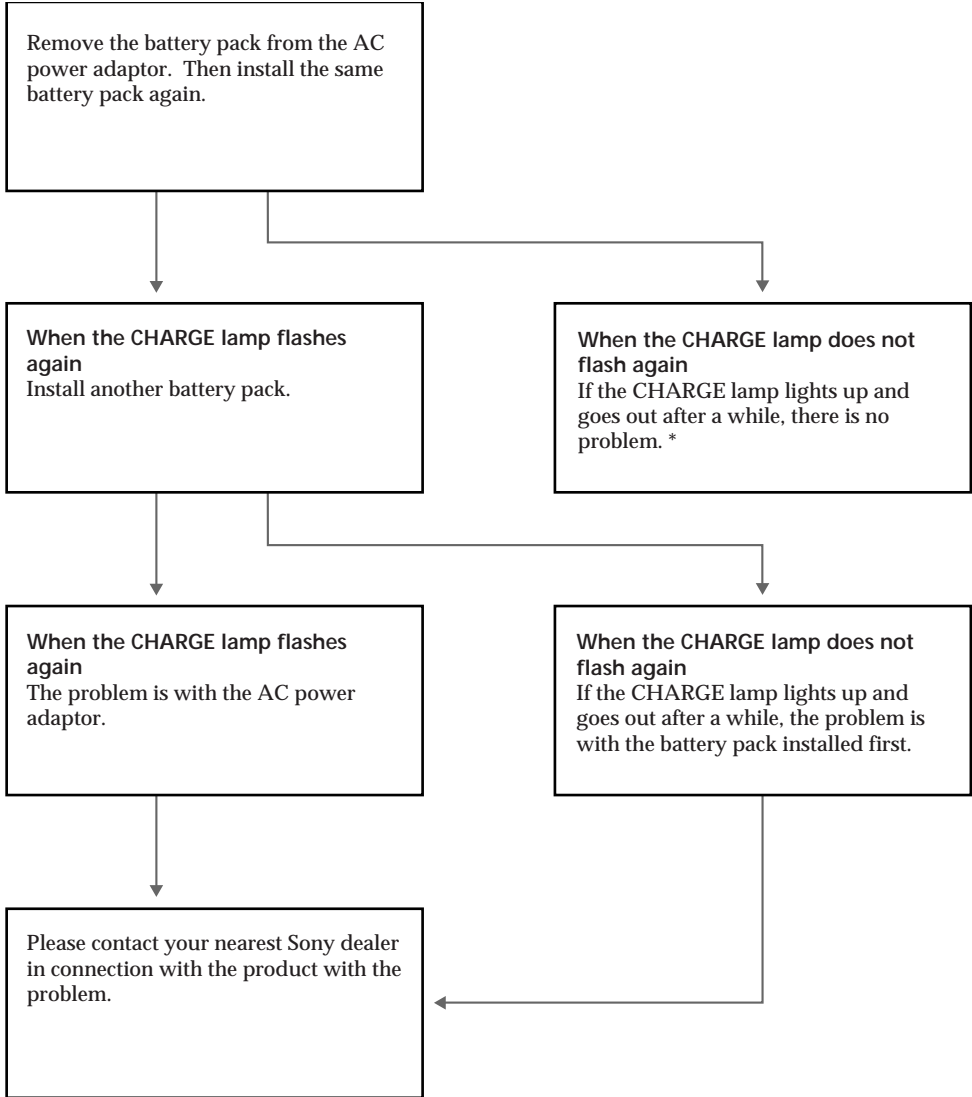 Remove the battery pack from the AC
power adaptor.  Then install the same
battery pack again.
When the CHARGE lamp flashes
again
Install another battery pack.
When the CHARGE lamp does not
flash again
If the CHARGE lamp lights up and
goes out after a while, there is no
problem. *
When the CHARGE lamp flashes
again
The problem is with the AC power
adaptor.
When the CHARGE lamp does not
flash again
If the CHARGE lamp lights up and
goes out after a while, the problem is
with the battery pack installed first.
Please contact your nearest Sony dealer
in connection with the product with the
problem.